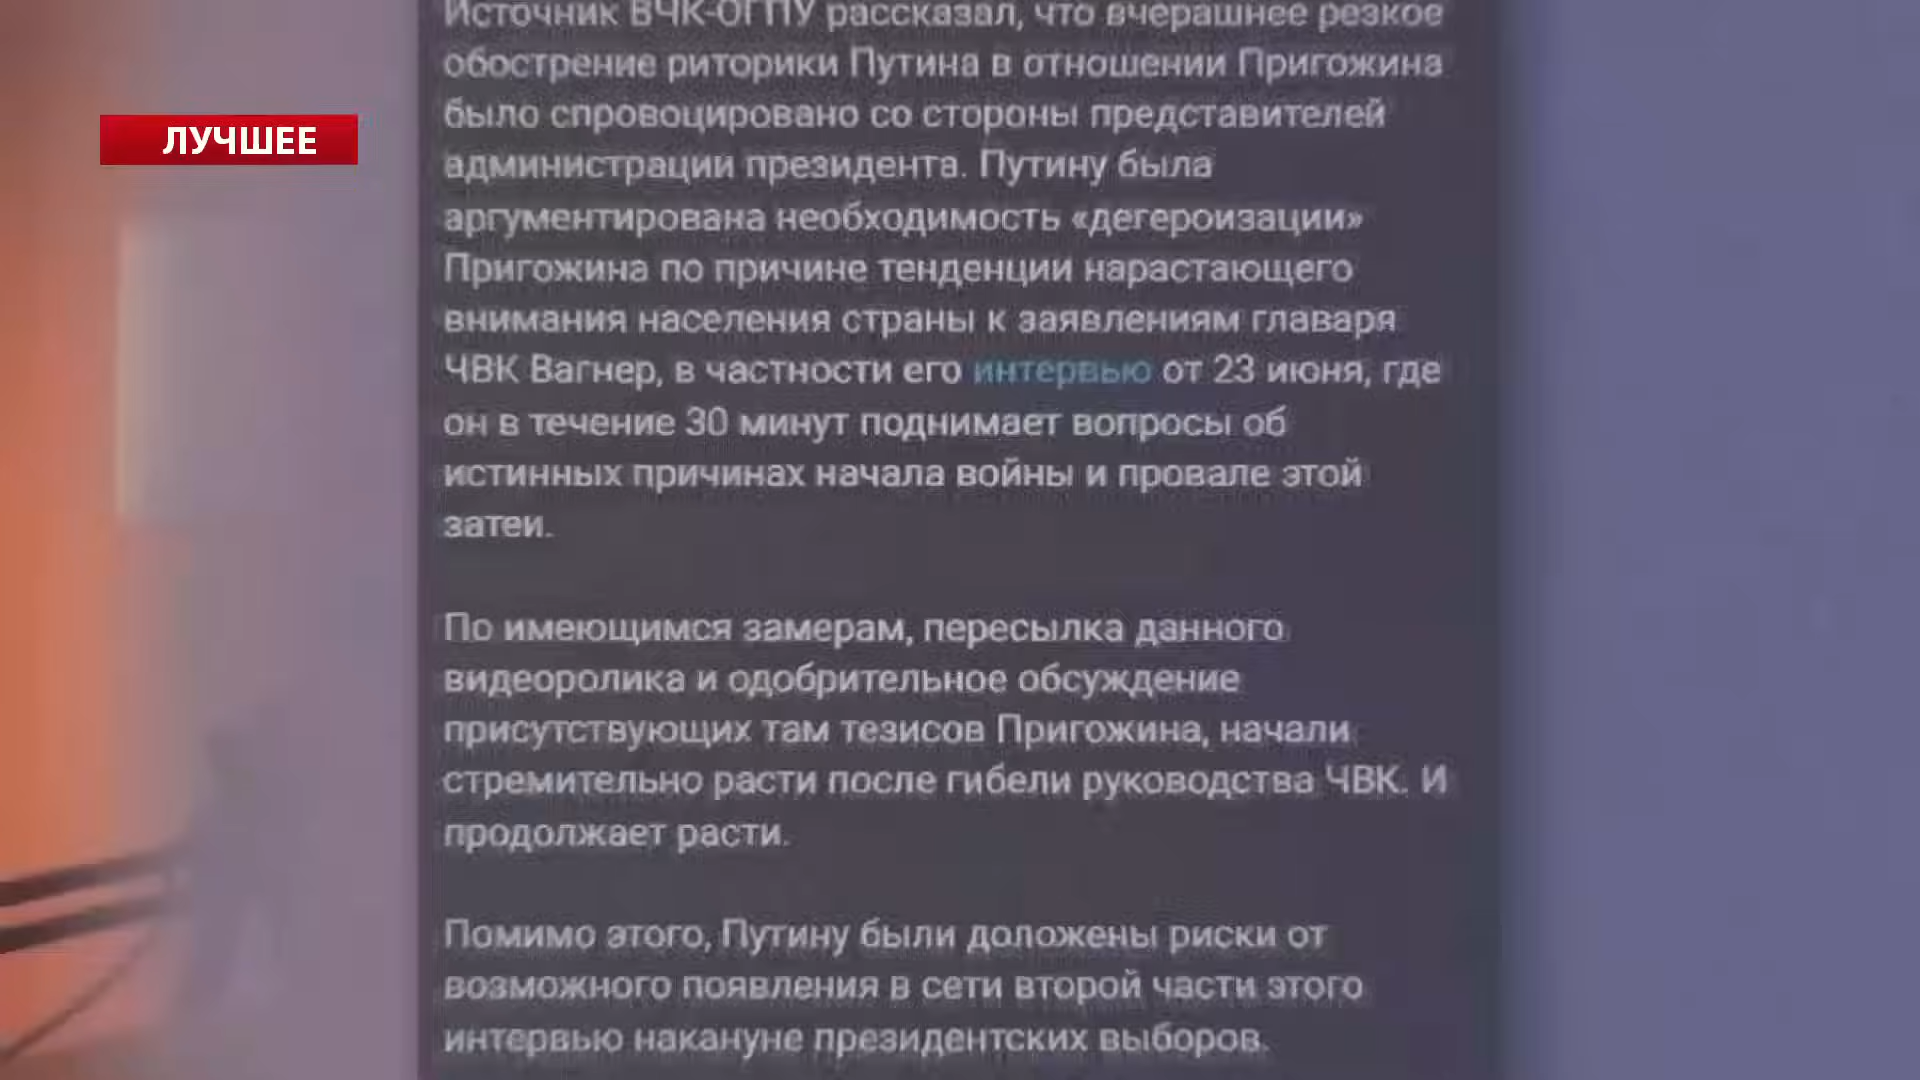 ЛУЧШЕЕ
Источник ВЧК-ОГПУ рассказал, что вчерашнее резкое
обострение риторики Путина в отношении Пригожина
было спровоцировано со стороны представителей
администрации президента. Путину была
аргументирована необходимость «дегероизации»
Пригожина по причине тенденции нарастающего
внимания населения страны к заявлениям главаря
ЧВК Вагнер, в частности его интервью от 23 июня, где
он в течение 30 минут поднимает вопросы об
истинных причинах начала войны и провале этой
затеи.
По имеющимся замерам, пересылка данного
видеоролика и одобрительное обсуждение
присутствующих там тезисов Пригожина, начали
стремительно расти после гибели руководства ЧВК. И
продолжает расти.
Помимо этого, Путину были доложены риски от
возможного появления в сети второй части этого
интервью накануне президентских выборов.